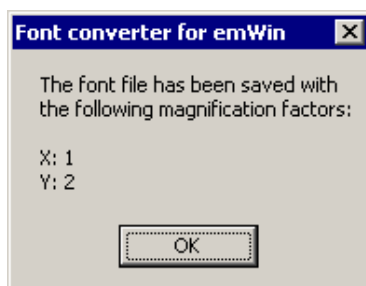 Font converter for emWin
The font file has been saved with
the following magnification factors:
X: 1
Y: 2
OK